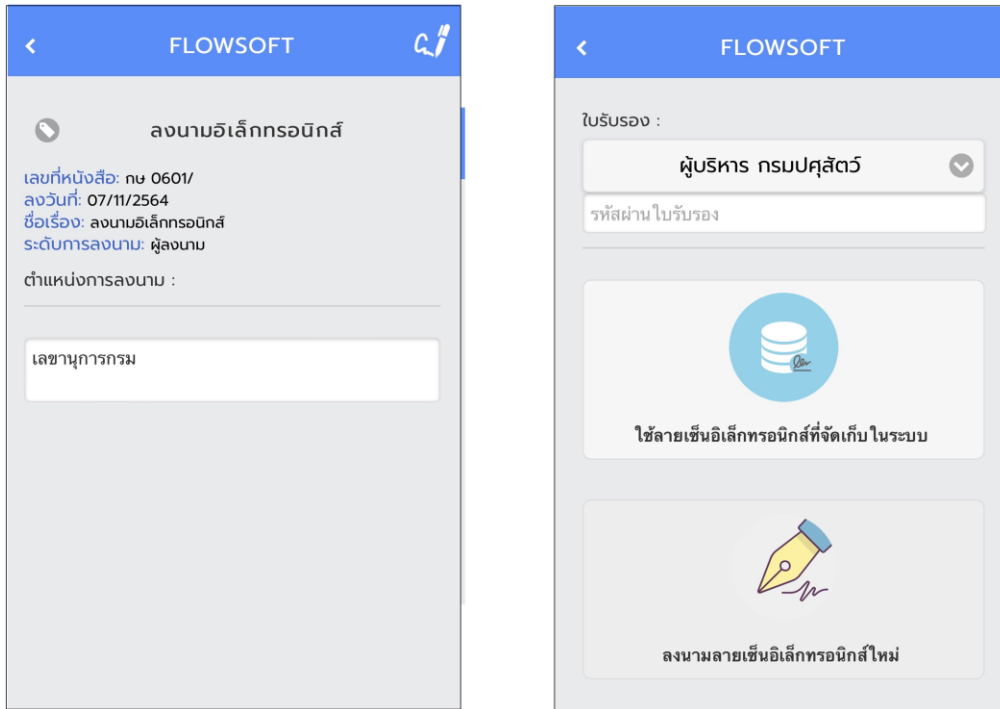 FLOWSOFT
ลงนามอิเล็กทรอนิกส์
เลขที่หนังสือ: กษ 0601/
ลงวันที่: 07/11/2564
ชื่อเรื่อง: ลงนามอิเล็กทรอนิกส์
ระดับการลงนาม: ผู้ลงนาม
ตำแหน่งการลงนาม :
เลขานุการกรม
FLOWSOFT
ใบรับรอง :
ผู้บริหาร กรมปศุสัตว์
รหัสผ่านใบรับรอง
ใช้ลายเซ็นอิเล็กทรอนิกส์ที่จัดเก็บในระบบ
ลงนามลายเซ็นอิเล็กทรอนิกส์ใหม่